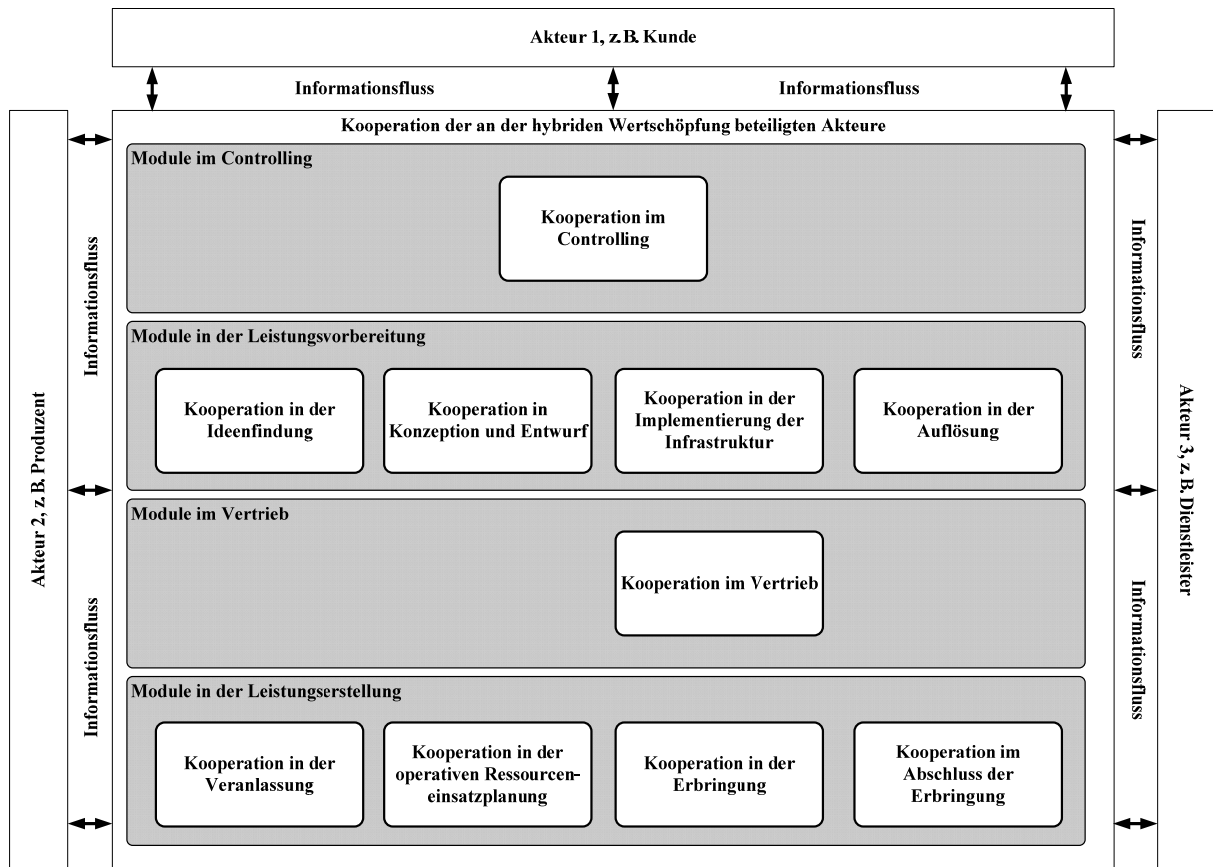 Akteur 1, z.B. Kunde
Informationsfluss
Informationsfluss
Kooperation der an der hybriden Wertschöpfung beteiligten Akteure
Akteur 2, z.B. Produzent
Informationsfluss
Informationsfluss
Module im Controlling
Kooperation im
Controlling
Module in der Leistungsvorbereitung
Kooperation in der
Ideenfindung
Kooperation in
Konzeption und Entwurf
Kooperation in der
Implementierung der
Infrastruktur
Kooperation in der
Auflösung
Module im Vertrieb
Kooperation im Vertrieb
Module in der Leistungserstellung
Kooperation in der
Veranlassung
Kooperation in der
operativen Ressourcen-
einsatzplanung
Kooperation in der
Erbringung
Kooperation im
Abschluss der
Erbringung
Informationsfluss
Informationsfluss
Akteur 3, z.B. Dienstleister